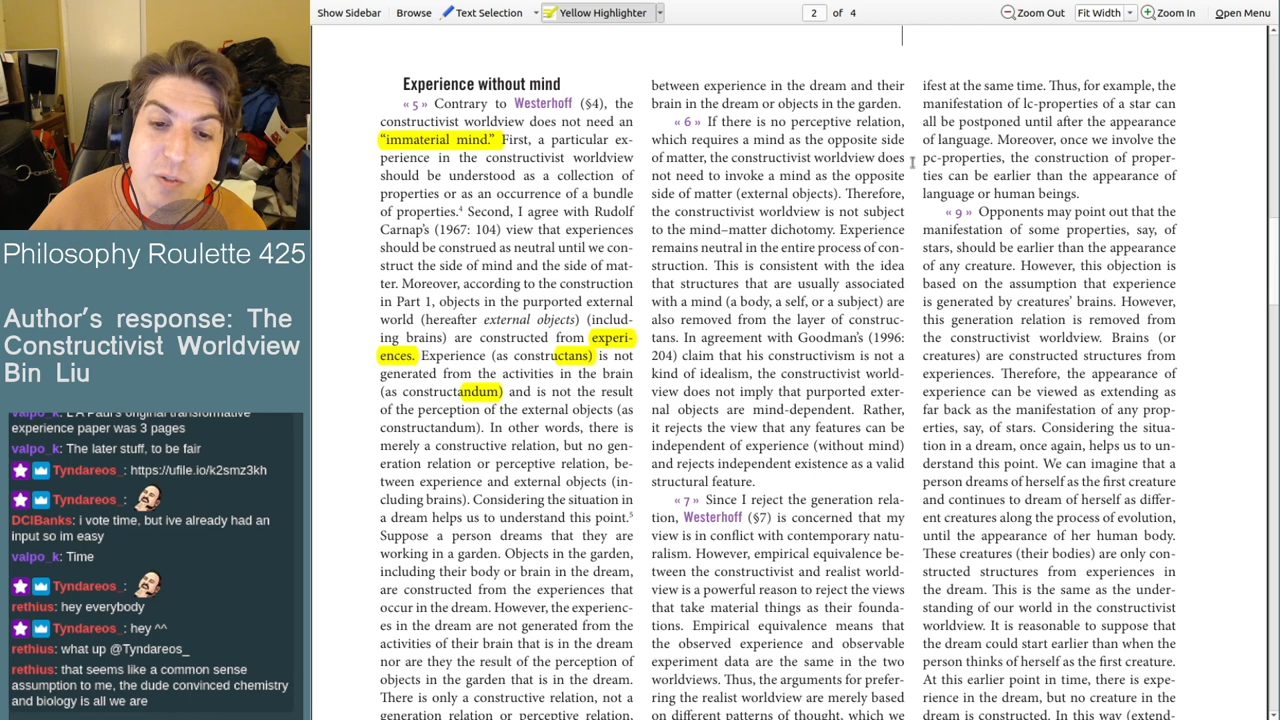 Show Sidebar Browse Text Selection Yellow Highlighter 2 of 4 Zoom Out Fit Width Zoom In Open Menu
Experience without mind
« 5 » Contrary to Westerhoff (§4), the
constructivist worldview does not need an
“immaterial mind.” First, a particular ex-
perience in the constructivist worldview
should be understood as a collection of
properties or as an occurrence of a bundle
of properties.4 Second, I agree with Rudolf
Carnap’s (1967: 104) view that experiences
should be construed as neutral until we con-
struct the side of mind and the side of mat-
ter. Moreover, according to the construction
in Part 1, objects in the purported external
world (hereafter external objects) (includ-
ing brains) are constructed from experi-
ences. Experience (as constructans) is not
generated from the activities in the brain
(as constructandum) and is not the result
of the perception of the external objects (as
constructandum). In other words, there is
merely a constructive relation, but no gen-
eration relation or perceptive relation, be-
tween experience and external objects (in-
cluding brains). Considering the situation in
a dream helps us to understand this point.5
Suppose a person dreams that they are
working in a garden. Objects in the garden,
including their body or brain in the dream,
are constructed from the experiences that
occur in the dream. However, the experienc-
es in the dream are not generated from the
activities of their brain that is in the dream
nor are they the result of the perception of
objects in the garden that is in the dream.
There is only a constructive relation, not a
generation relation or perceptive relation,
between experience in the dream and their
brain in the dream or objects in the garden.
« 6 » If there is no perceptive relation,
which requires a mind as the opposite side
of matter, the constructivist worldview does
not need to invoke a mind as the opposite
side of matter (external objects). Therefore,
the constructivist worldview is not subject
to the mind–matter dichotomy. Experience
remains neutral in the entire process of con-
struction. This is consistent with the idea
that structures that are usually associated
with a mind (a body, a self, or a subject) are
also removed from the layer of construc-
tans. In agreement with Goodman’s (1996:
204) claim that his constructivism is not a
kind of idealism, the constructivist world-
view does not imply that purported exter-
nal objects are mind-dependent. Rather,
it rejects the view that any features can be
independent of experience (without mind)
and rejects independent existence as a valid
structural feature.
« 7 » Since I reject the generation rela-
tion, Westerhoff (§7) is concerned that my
view is in conflict with contemporary natu-
ralism. However, empirical equivalence be-
tween the constructivist and realist world-
view is a powerful reason to reject the views
that take material things as their founda-
tions. Empirical equivalence means that
the observed experience and observable
experiment data are the same in the two
worldviews. Thus, the arguments for prefer-
ring the realist worldview are merely based
on different patterns of thought, which we
ifest at the same time. Thus, for example, the
manifestation of lc-properties of a star can
all be postponed until after the appearance
of language. Moreover, once we involve the
pc-properties, the construction of proper-
ties can be earlier than the appearance of
language or human beings.
« 9 » Opponents may point out that the
manifestation of some properties, say, of
stars, should be earlier than the appearance
of any creature. However, this objection is
based on the assumption that experience
is generated by creatures’ brains. However,
this generation relation is removed from
the constructivist worldview. Brains (or
creatures) are constructed structures from
experiences. Therefore, the appearance of
experience can be viewed as extending as
far back as the manifestation of any prop-
erties, say, of stars. Considering the situa-
tion in a dream, once again, helps us to un-
derstand this point. We can imagine that a
person dreams of herself as the first creature
and continues to dream of herself as differ-
ent creatures along the process of evolution,
until the appearance of her human body.
These creatures (their bodies) are only con-
structed structures from experiences in
the dream. This is the same as the under-
standing of our world in the constructivist
worldview. It is reasonable to suppose that
the dream could start earlier than when the
person thinks of herself as the first creature.
At this earlier point in time, there is expe-
rience in the dream, but no creature in the
dream is constructed. In this way (extend-
Philosophy Roulette 425
Author's response: The
Constructivist Worldview
Bin Liu
valpo_k: L A Paul's original transformative
experience paper was 3 pages
valpo_k: The later stuff, to be fair
Tyndareos_: https://ufile.io/k2smz3kh
Tyndareos_:
DCIBanks: i vote time, but ive already had an
input so im easy
valpo_k: Time
Tyndareos_:
rethius: hey everybody
Tyndareos_: hey ^^
rethius: what up @Tyndareos_
rethius: that seems like a common sense
assumption to me, the dude convinced chemistry
and biology is all we are